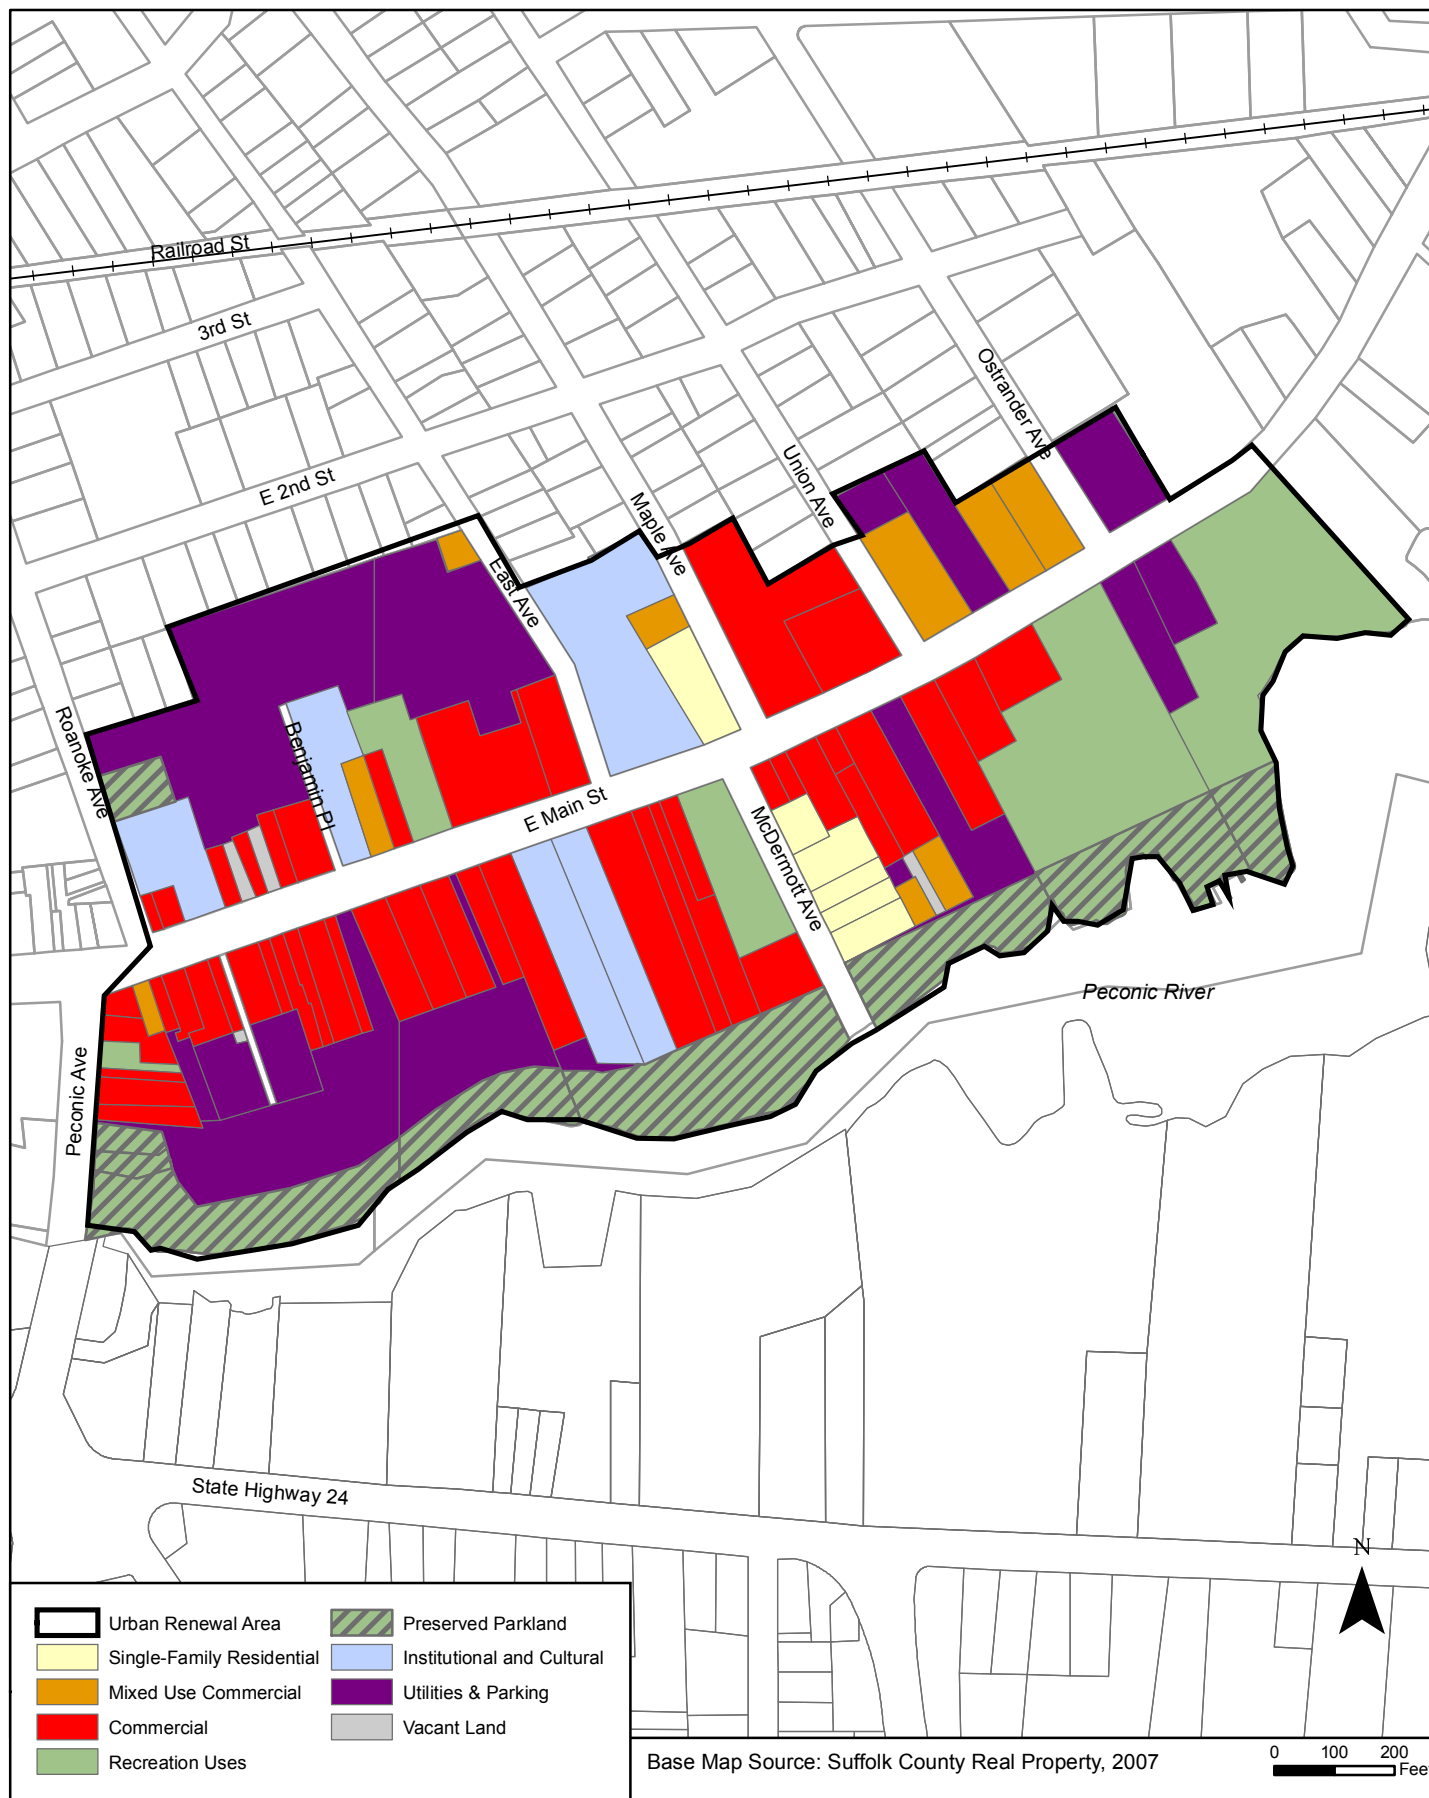 Railroad St
3rd St
Ostrander Ave
Union Ave
E 2nd St
Maple Ave
East Ave
Roanoke Ave
Benjamin Pl
E Main St
McDermott Ave
Peconic River
Peconic Ave
State Highway 24
N
Urban Renewal Area
Single-Family Residential
Mixed Use Commercial
Commercial
Recreation Uses
Preserved Parkland
Institutional and Cultural
Utilities & Parking
Vacant Land
Base Map Source: Suffolk County Real Property, 2007
0 100 200
Feet